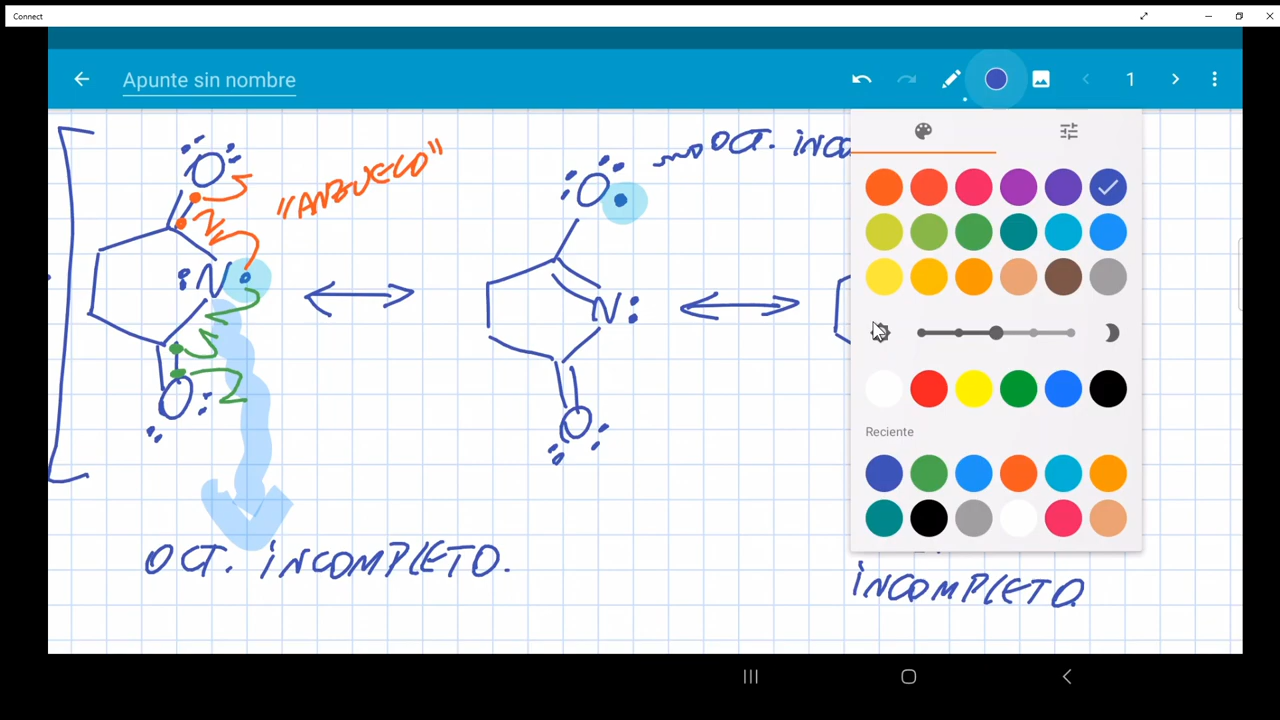 Connect
Apunte sin nombre
1
:O:
"ANZUELO"
OCT. inco
:O:
:N
N:
O
O
Reciente
OCT. iNCOMPLETO.
iNCOMPLETO